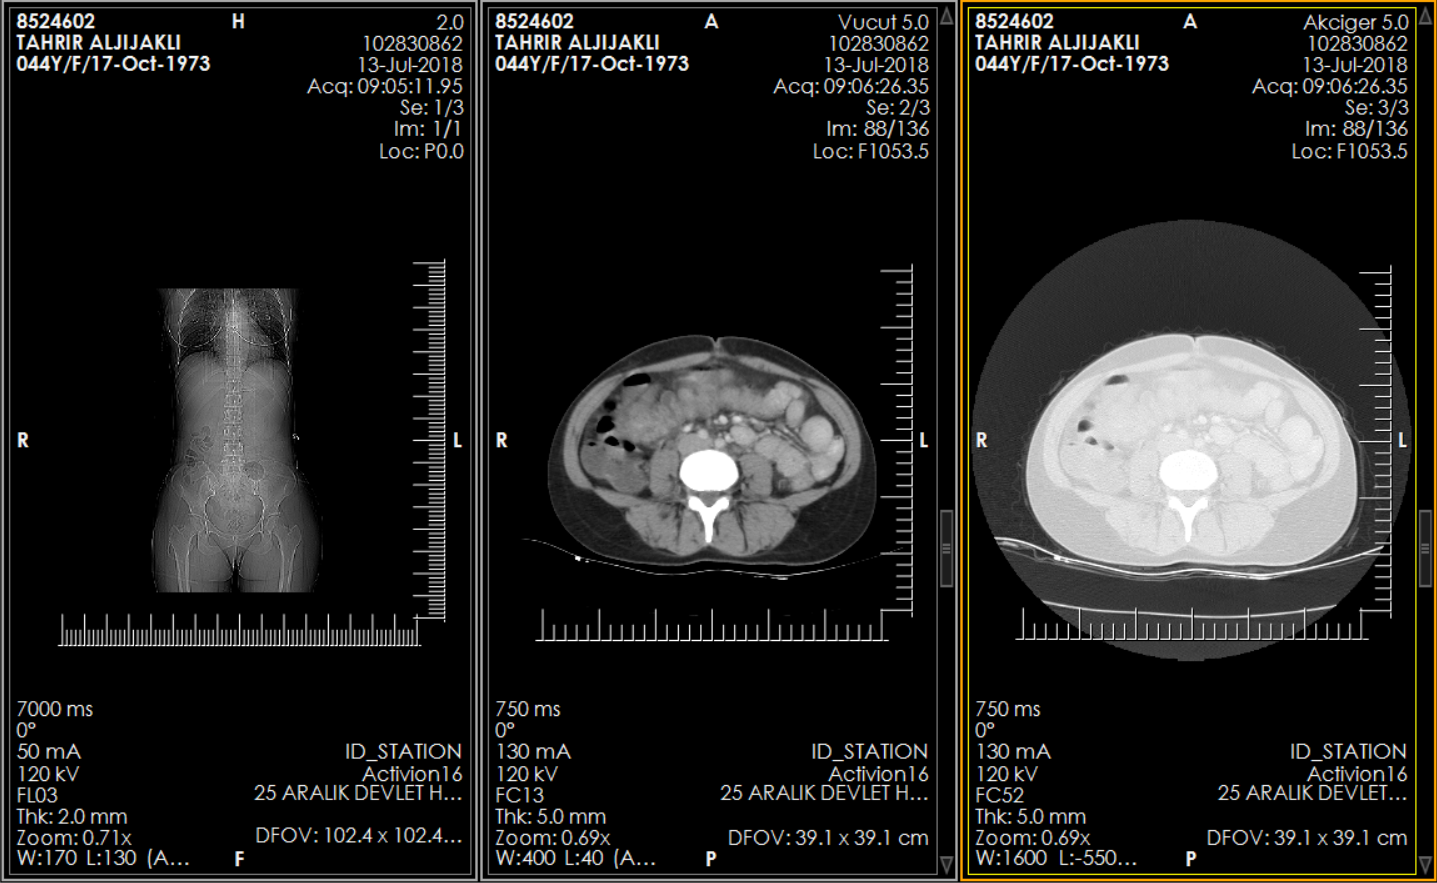 8524602
H
2.0
TAHRIR ALJIJAKLI
102830862
044Y/F/17-Oct-1973
13-Jul-2018
Acq: 09:05:11.95
Se: 1/3
Im: 1/1
Loc: P0.0
R
L
7000 ms
0°
50 mA
ID_STATION
120 kV
Activion16
FL03
25 ARALIK DEVLET H...
Thk: 2.0 mm
Zoom: 0.71x
DFOV: 102.4 x 102.4...
W:170 L:130 (A...
F
8524602
A
Vucut 5.0
TAHRIR ALJIJAKLI
102830862
044Y/F/17-Oct-1973
13-Jul-2018
Acq: 09:06:26.35
Se: 2/3
Im: 88/136
Loc: F1053.5
R
L
750 ms
0°
130 mA
ID_STATION
120 kV
Activion16
FC13
25 ARALIK DEVLET H...
Thk: 5.0 mm
Zoom: 0.69x
DFOV: 39.1 x 39.1 cm
W:400 L:40 (A...
P
8524602
A
Akciger 5.0
TAHRIR ALJIJAKLI
102830862
044Y/F/17-Oct-1973
13-Jul-2018
Acq: 09:06:26.35
Se: 3/3
Im: 88/136
Loc: F1053.5
R
L
750 ms
0°
130 mA
ID_STATION
120 kV
Activion16
FC52
25 ARALIK DEVLET...
Thk: 5.0 mm
Zoom: 0.69x
DFOV: 39.1 x 39.1 cm
W:1600 L:-550...
P